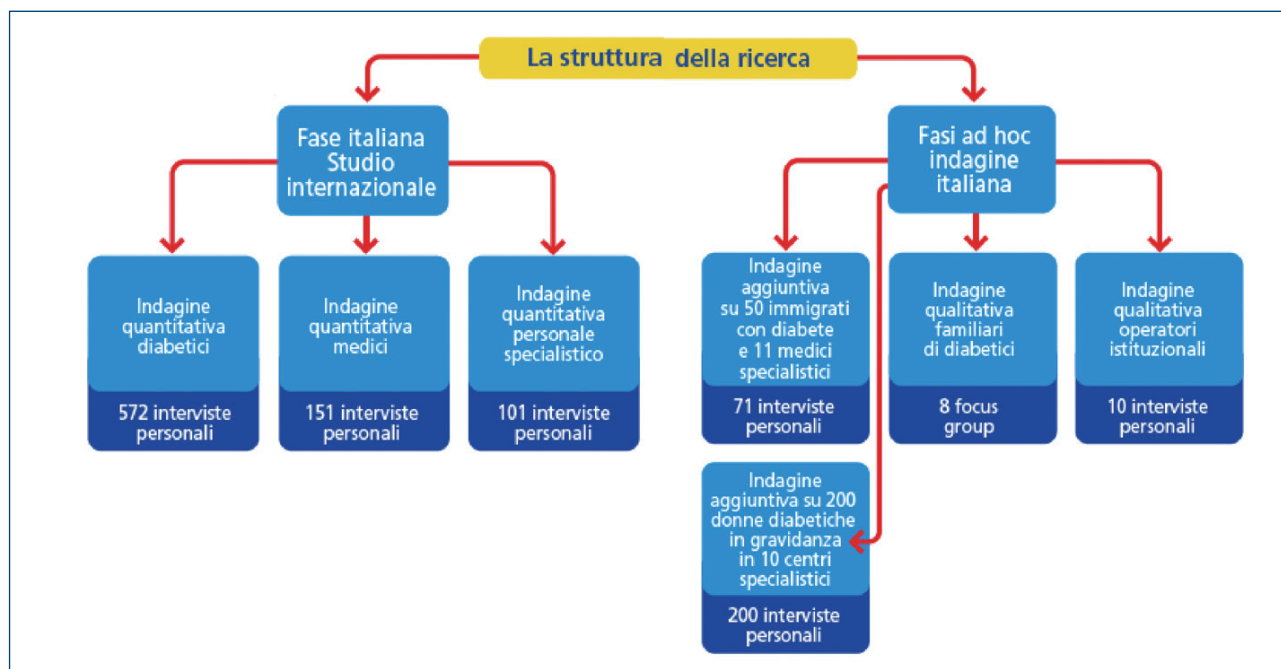 La struttura della ricerca
Fase italiana
Studio
internazionale
Indagine
quantitativa
diabetici
572 interviste
personali
Indagine
quantitativa
medici
151 interviste
personali
Indagine
quantitativa
personale
specialistico
101 interviste
personali
Fasi ad hoc
indagine
italiana
Indagine
aggiuntiva
su 50 immigrati
con diabete
e 11 medici
specialistici
71 interviste
personali
Indagine
qualitativa
familiari
di diabetici
8 focus
group
Indagine
qualitativa
operatori
istituzionali
10 interviste
personali
Indagine
aggiuntiva su 200
donne diabetiche
in gravidanza
in 10 centri
specialistici
200 interviste
personali